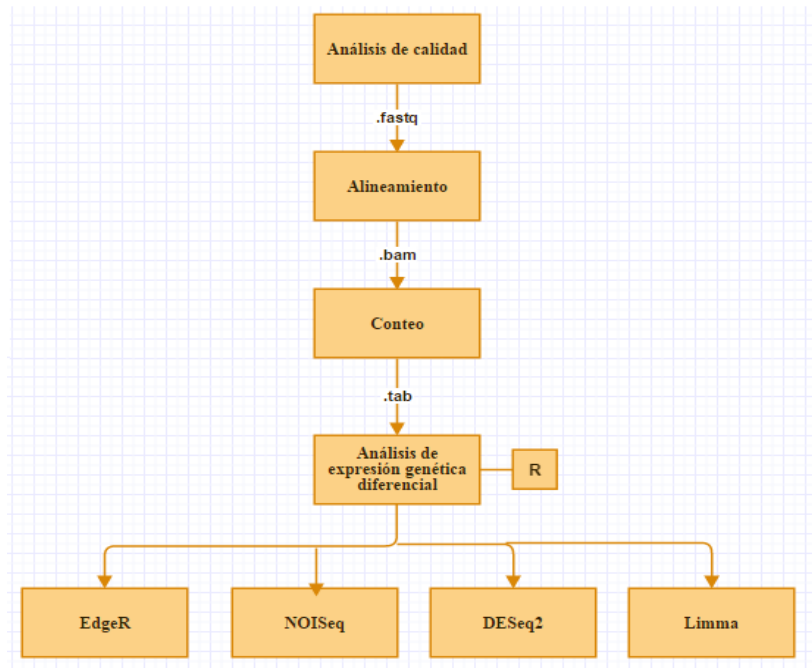 Análisis de calidad
.fastq
Alineamiento
.bam
Conteo
.tab
Análisis de
expresión genética
diferencial
R
EdgeR
NOISeq
DESeq2
Limma